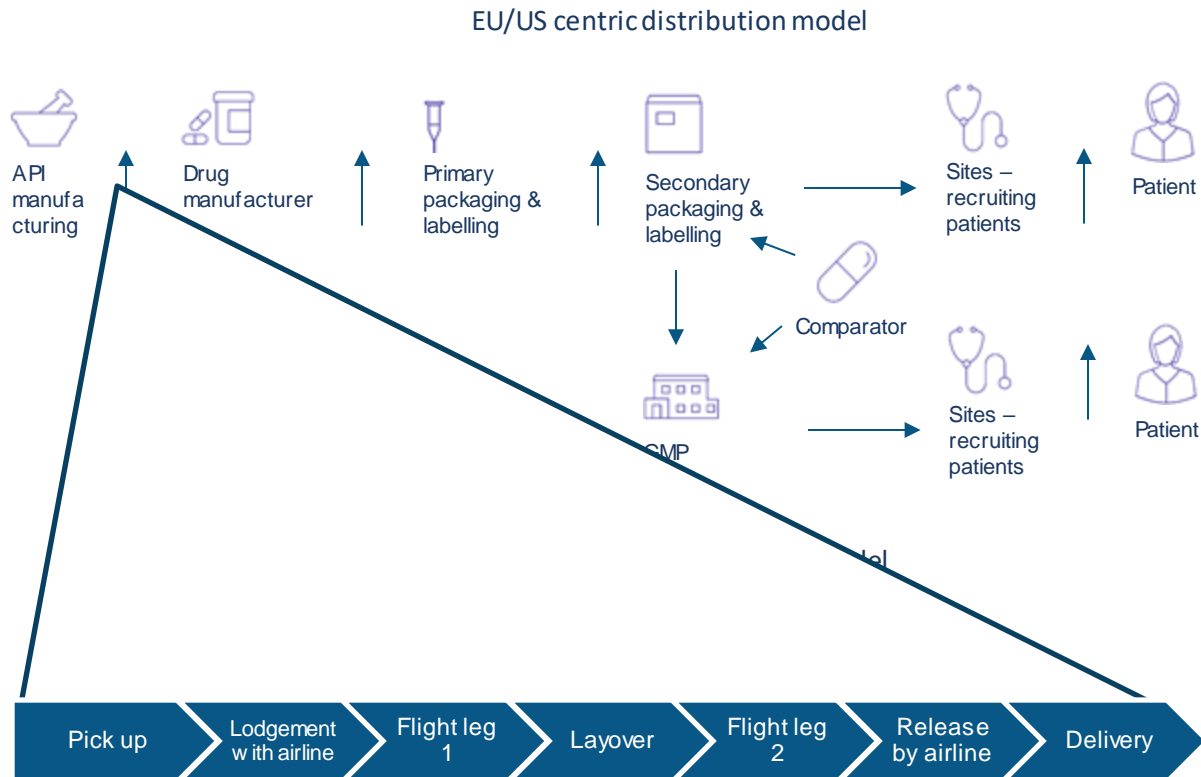 EU/US centric distribution model
API
manufa
cturing
Drug
manufacturer
Primary
packaging &
labelling
Secondary
packaging &
labelling
Sites –
recruiting
patients
Patient
Comparator
GMP
Sites –
recruiting
patients
Patient
Pick up
Lodgement
with airline
Flight leg
1
Layover
Flight leg
2
Release
by airline
Delivery